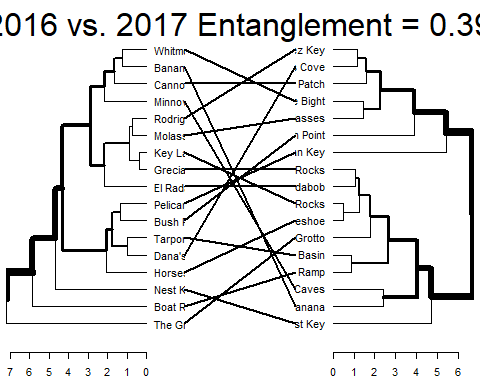 2016 vs. 2017 Entanglement = 0.39
Whitm z Key
Banan Cove
Canno Patch
Minno Bight
Rodrig asses
Molas Point
Key La n Key
Grecia Rocks
El Rad dabob
Pelica Rocks
Bush eshoe
Tarpo Grotto
Dana's Basin
Horse Ramp
Nest K Caves
Boat R anana
The Gr st Key
7 6 5 4 3 2 1 0 0 1 2 3 4 5 6